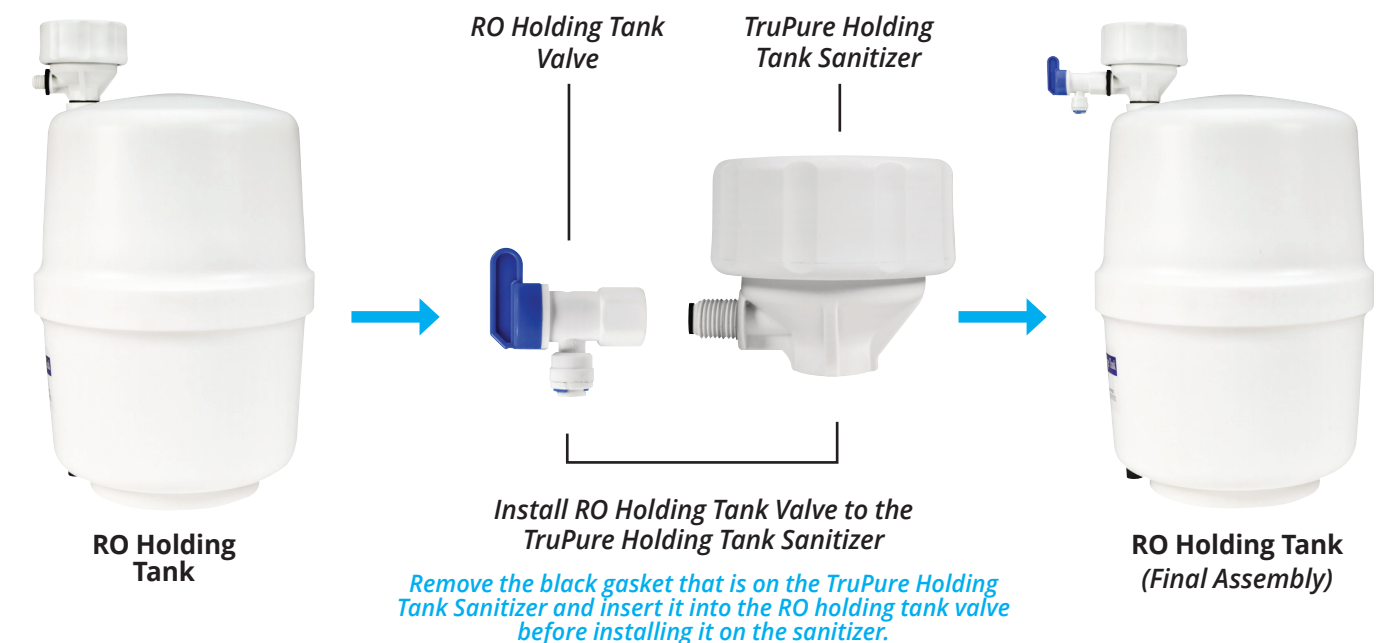 RO Holding Tank
Valve
TruPure Holding
Tank Sanitizer
Install RO Holding Tank Valve to the
TruPure Holding Tank Sanitizer
Remove the black gasket that is on the TruPure Holding
Tank Sanitizer and insert it into the RO holding tank valve
before installing it on the sanitizer.
RO Holding
Tank
RO Holding Tank
(Final Assembly)